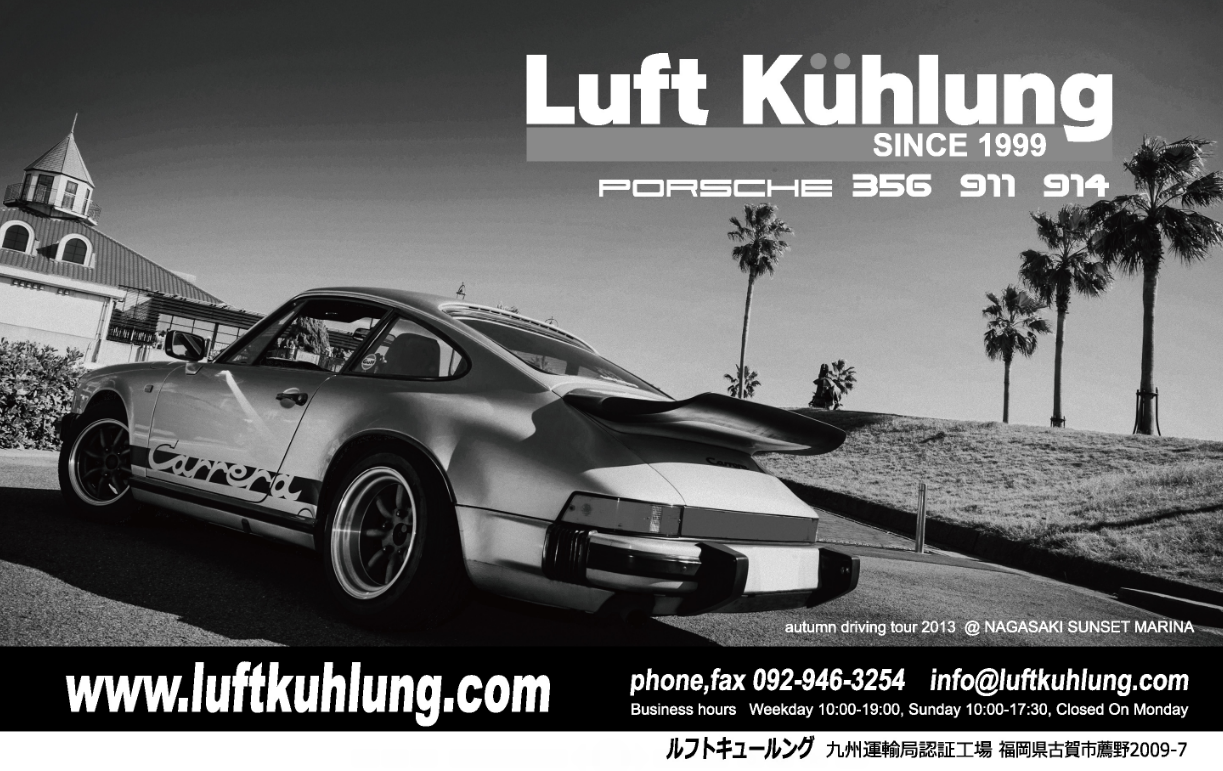 Luft Kühlung
SINCE 1999
PORSCHE 356 911 914
Carrera
Carrera
autumn driving tour 2013 @ NAGASAKI SUNSET MARINA
www.luftkuhlung.com
phone,fax 092-946-3254 info@luftkuhlung.com
Business hours Weekday 10:00-19:00, Sunday 10:00-17:30, Closed On Monday
ルフトキュールング 九州運輸局認証工場 福岡県古賀市薦野2009-7